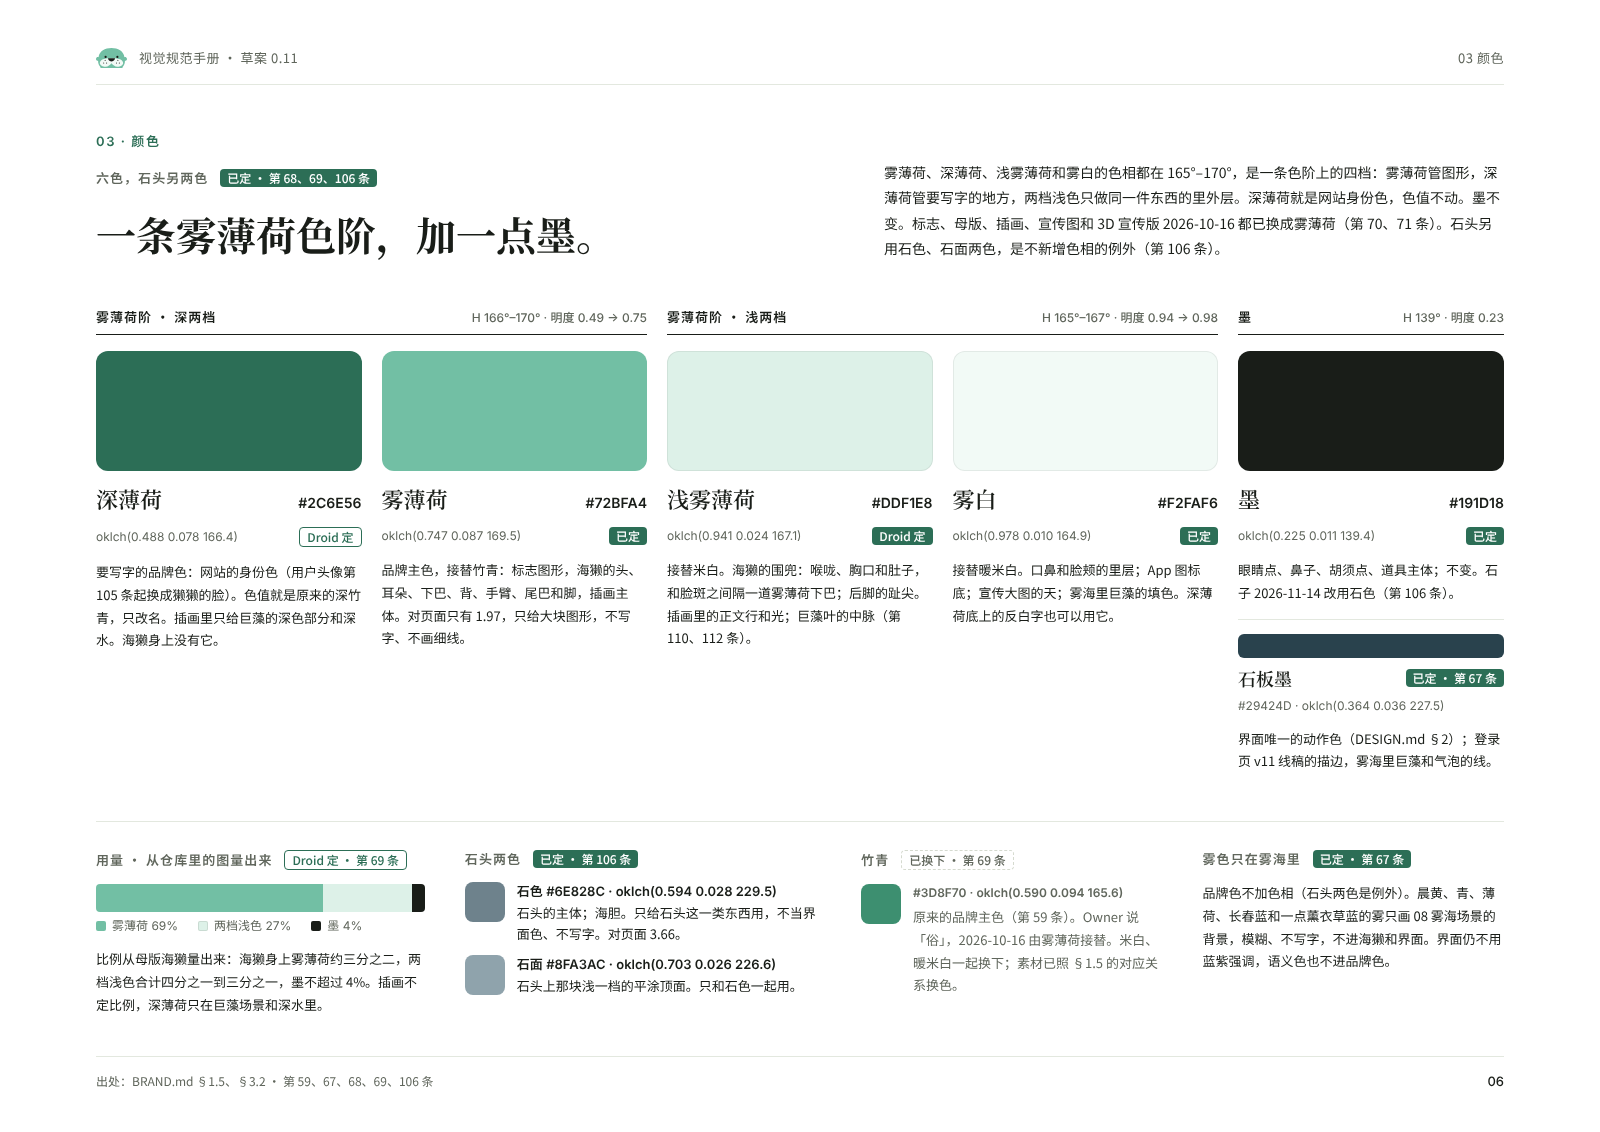 视觉规范手册 · 草案 0.11
03 颜色
03 · 颜色
六色，石头另两色
已定 · 第 68、69、106 条
一条雾薄荷色阶，加一点墨。
雾薄荷、深薄荷、浅雾薄荷和雾白的色相都在 165°–170°，是一条色阶上的四档：雾薄荷管图形，深
薄荷管要写字的地方，两档浅色只做同一件东西的里外层。深薄荷就是网站身份色，色值不动。墨不
变。标志、母版、插画、宣传图和 3D 宣传版 2026-10-16 都已换成雾薄荷（第 70、71 条）。石头另
用石色、石面两色，是不新增色相的例外（第 106 条）。
雾薄荷阶 · 深两档
H 166°–170° · 明度 0.49 → 0.75
雾薄荷阶 · 浅两档
H 165°–167° · 明度 0.94 → 0.98
墨
H 139° · 明度 0.23
深薄荷
#2C6E56
oklch(0.488 0.078 166.4)
Droid 定
要写字的品牌色：网站的身份色（用户头像第
105 条起换成獭獭的脸）。色值就是原来的深竹
青，只改名。插画里只给巨藻的深色部分和深
水。海獭身上没有它。
雾薄荷
#72BFA4
oklch(0.747 0.087 169.5)
已定
品牌主色，接替竹青：标志图形，海獭的头、
耳朵、下巴、背、手臂、尾巴和脚，插画主
体。对页面只有 1.97，只给大块图形，不写
字、不画细线。
浅雾薄荷
#DDF1E8
oklch(0.941 0.024 167.1)
Droid 定
接替米白。海獭的围兜：喉咙、胸口和肚子，
和脸斑之间隔一道雾薄荷下巴；后脚的趾尖。
插画里的正文行和光；巨藻叶的中脉（第
110、112 条）。
雾白
#F2FAF6
oklch(0.978 0.010 164.9)
已定
接替暖米白。口鼻和脸颊的里层；App 图标
底；宣传大图的天；雾海里巨藻的填色。深薄
荷底上的反白字也可以用它。
墨
#191D18
oklch(0.225 0.011 139.4)
已定
眼睛点、鼻子、胡须点、道具主体；不变。石
子 2026-11-14 改用石色（第 106 条）。
石板墨
已定 · 第 67 条
#29424D · oklch(0.364 0.036 227.5)
界面唯一的动作色（DESIGN.md §2）；登录
页 v11 线稿的描边，雾海里巨藻和气泡的线。
用量 · 从仓库里的图量出来
Droid 定 · 第 69 条
雾薄荷 69%
两档浅色 27%
墨 4%
比例从母版海獭量出来：海獭身上雾薄荷约三分之二，两
档浅色合计四分之一到三分之一，墨不超过 4%。插画不
定比例，深薄荷只在巨藻场景和深水里。
石头两色
已定 · 第 106 条
石色 #6E828C · oklch(0.594 0.028 229.5)
石头的主体；海胆。只给石头这一类东西用，不当界
面色、不写字。对页面 3.66。
石面 #8FA3AC · oklch(0.703 0.026 226.6)
石头上那块浅一档的平涂顶面。只和石色一起用。
竹青
已换下 · 第 69 条
#3D8F70 · oklch(0.590 0.094 165.6)
原来的品牌主色（第 59 条）。Owner 说
「俗」，2026-10-16 由雾薄荷接替。米白、
暖米白一起换下；素材已照 §1.5 的对应关
系换色。
雾色只在雾海里
已定 · 第 67 条
品牌色不加色相（石头两色是例外）。晨黄、青、薄
荷、长春蓝和一点薰衣草蓝的雾只画 08 雾海场景的
背景，模糊、不写字，不进海獭和界面。界面仍不用
蓝紫强调，语义色也不进品牌色。
出处：BRAND.md §1.5、§3.2 · 第 59、67、68、69、106 条
06